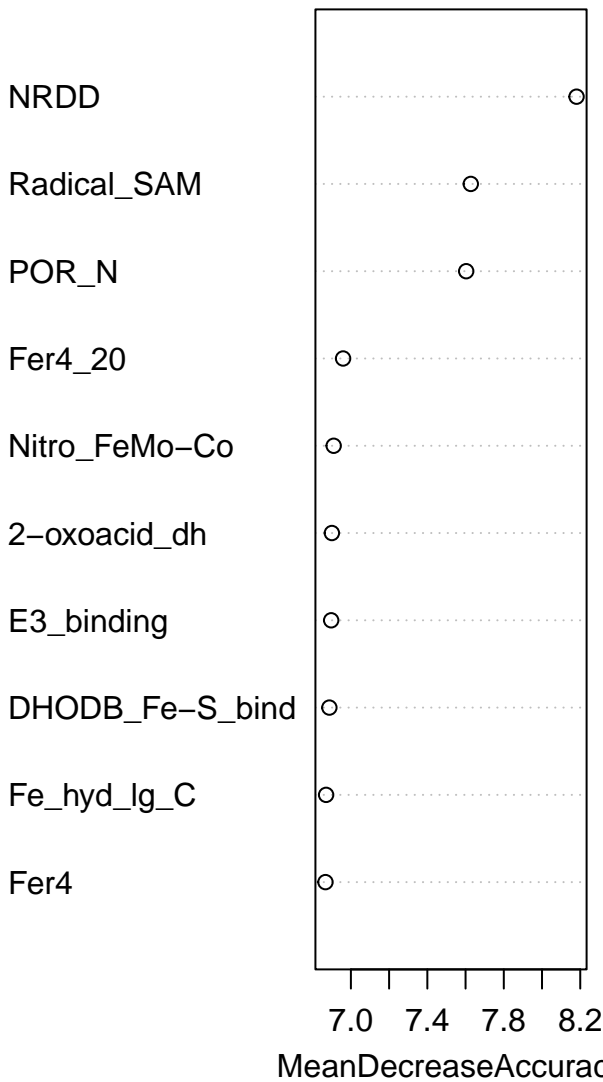 NRDD
Radical_SAM
POR_N
Fer4_20
Nitro_FeMo−Co
2−oxoacid_dh
E3_binding
DHODB_Fe−S_bind
Fe_hyd_lg_C
Fer4
7.0 7.4 7.8 8.2
MeanDecreaseAccurac